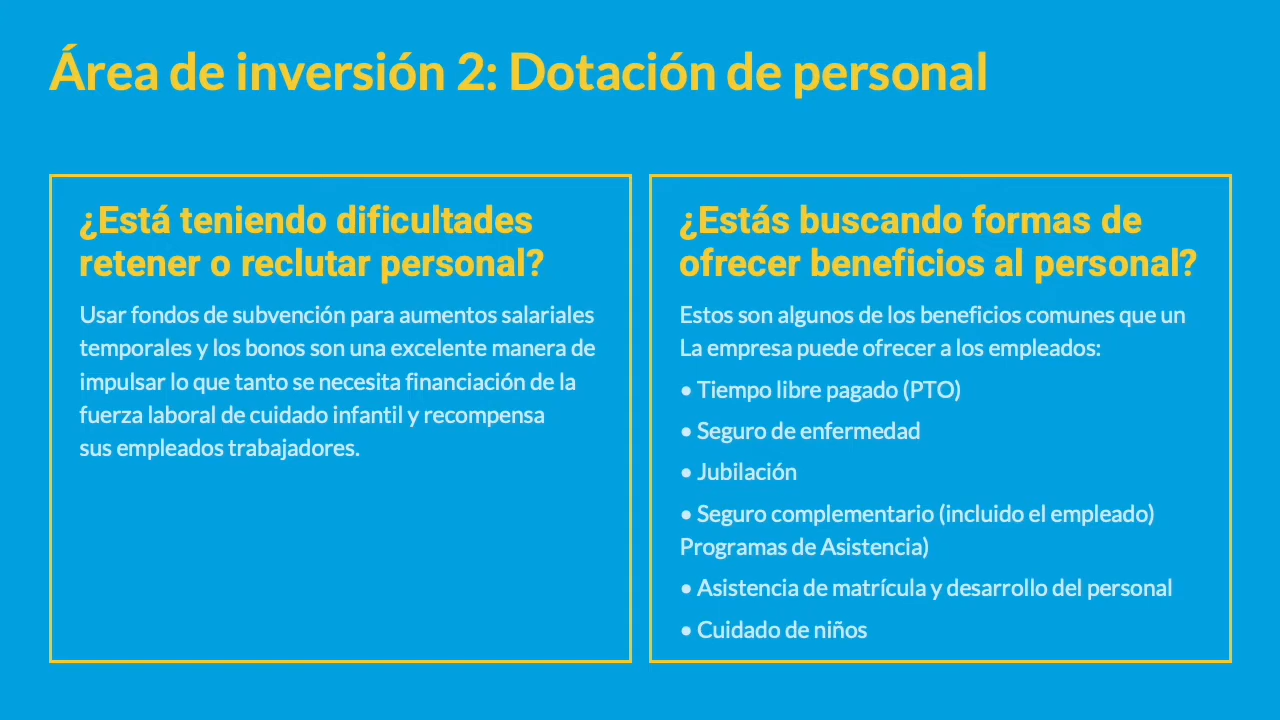 Área de inversión 2: Dotación de personal
¿Está teniendo dificultades
retener o reclutar personal?
Usar fondos de subvención para aumentos salariales
temporales y los bonos son una excelente manera de
impulsar lo que tanto se necesita financiación de la
fuerza laboral de cuidado infantil y recompensa
sus empleados trabajadores.
¿Estás buscando formas de
ofrecer beneficios al personal?
Estos son algunos de los beneficios comunes que un
La empresa puede ofrecer a los empleados:
• Tiempo libre pagado (PTO)
• Seguro de enfermedad
• Jubilación
• Seguro complementario (incluido el empleado)
Programas de Asistencia)
• Asistencia de matrícula y desarrollo del personal
• Cuidado de niños